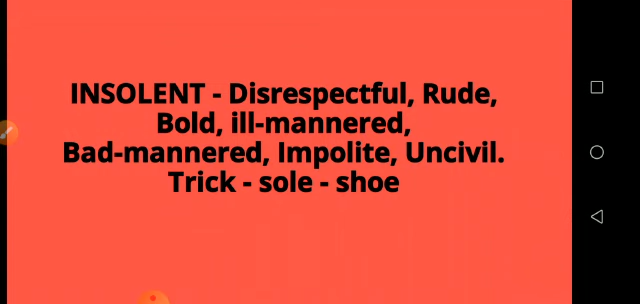 INSOLENT - Disrespectful, Rude,
Bold, ill-mannered,
Bad-mannered, Impolite, Uncivil.
Trick - sole - shoe